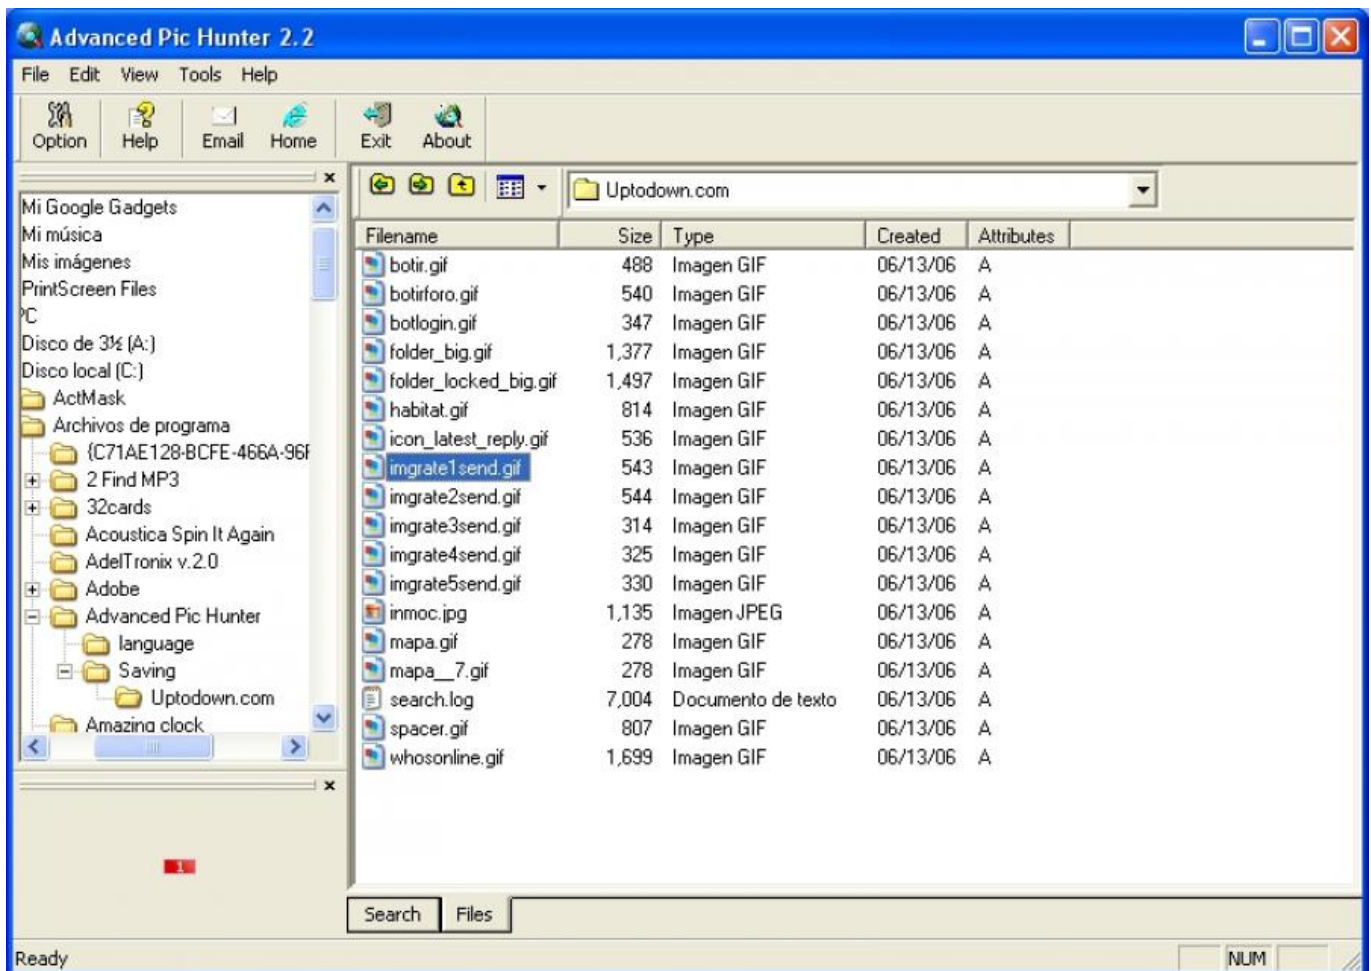 Advanced Pic Hunter 2.2
File Edit View Tools Help
Option Help Email Home Exit About
Mi Google Gadgets
Mi música
Mis imágenes
PrintScreen Files
PC
Disco de 3½ (A:)
Disco local (C:)
ActMask
Archivos de programa
{C71AE128-BCFE-466A-96F
2 Find MP3
32cards
Acoustica Spin It Again
AdelTronix v.2.0
Adobe
Advanced Pic Hunter
language
Saving
Uptodown.com
Amazing clock
1
Uptodown.com
Filename Size Type Created Attributes
botir.gif 488 Imagen GIF 06/13/06 A
botirforo.gif 540 Imagen GIF 06/13/06 A
botlogin.gif 347 Imagen GIF 06/13/06 A
folder_big.gif 1,377 Imagen GIF 06/13/06 A
folder_locked_big.gif 1,497 Imagen GIF 06/13/06 A
habitat.gif 814 Imagen GIF 06/13/06 A
icon_latest_reply.gif 536 Imagen GIF 06/13/06 A
imgrate1send.gif 543 Imagen GIF 06/13/06 A
imgrate2send.gif 544 Imagen GIF 06/13/06 A
imgrate3send.gif 314 Imagen GIF 06/13/06 A
imgrate4send.gif 325 Imagen GIF 06/13/06 A
imgrate5send.gif 330 Imagen GIF 06/13/06 A
inmoc.jpg 1,135 Imagen JPEG 06/13/06 A
mapa.gif 278 Imagen GIF 06/13/06 A
mapa__7.gif 278 Imagen GIF 06/13/06 A
search.log 7,004 Documento de texto 06/13/06 A
spacer.gif 807 Imagen GIF 06/13/06 A
whosonline.gif 1,699 Imagen GIF 06/13/06 A
Search Files
Ready NUM